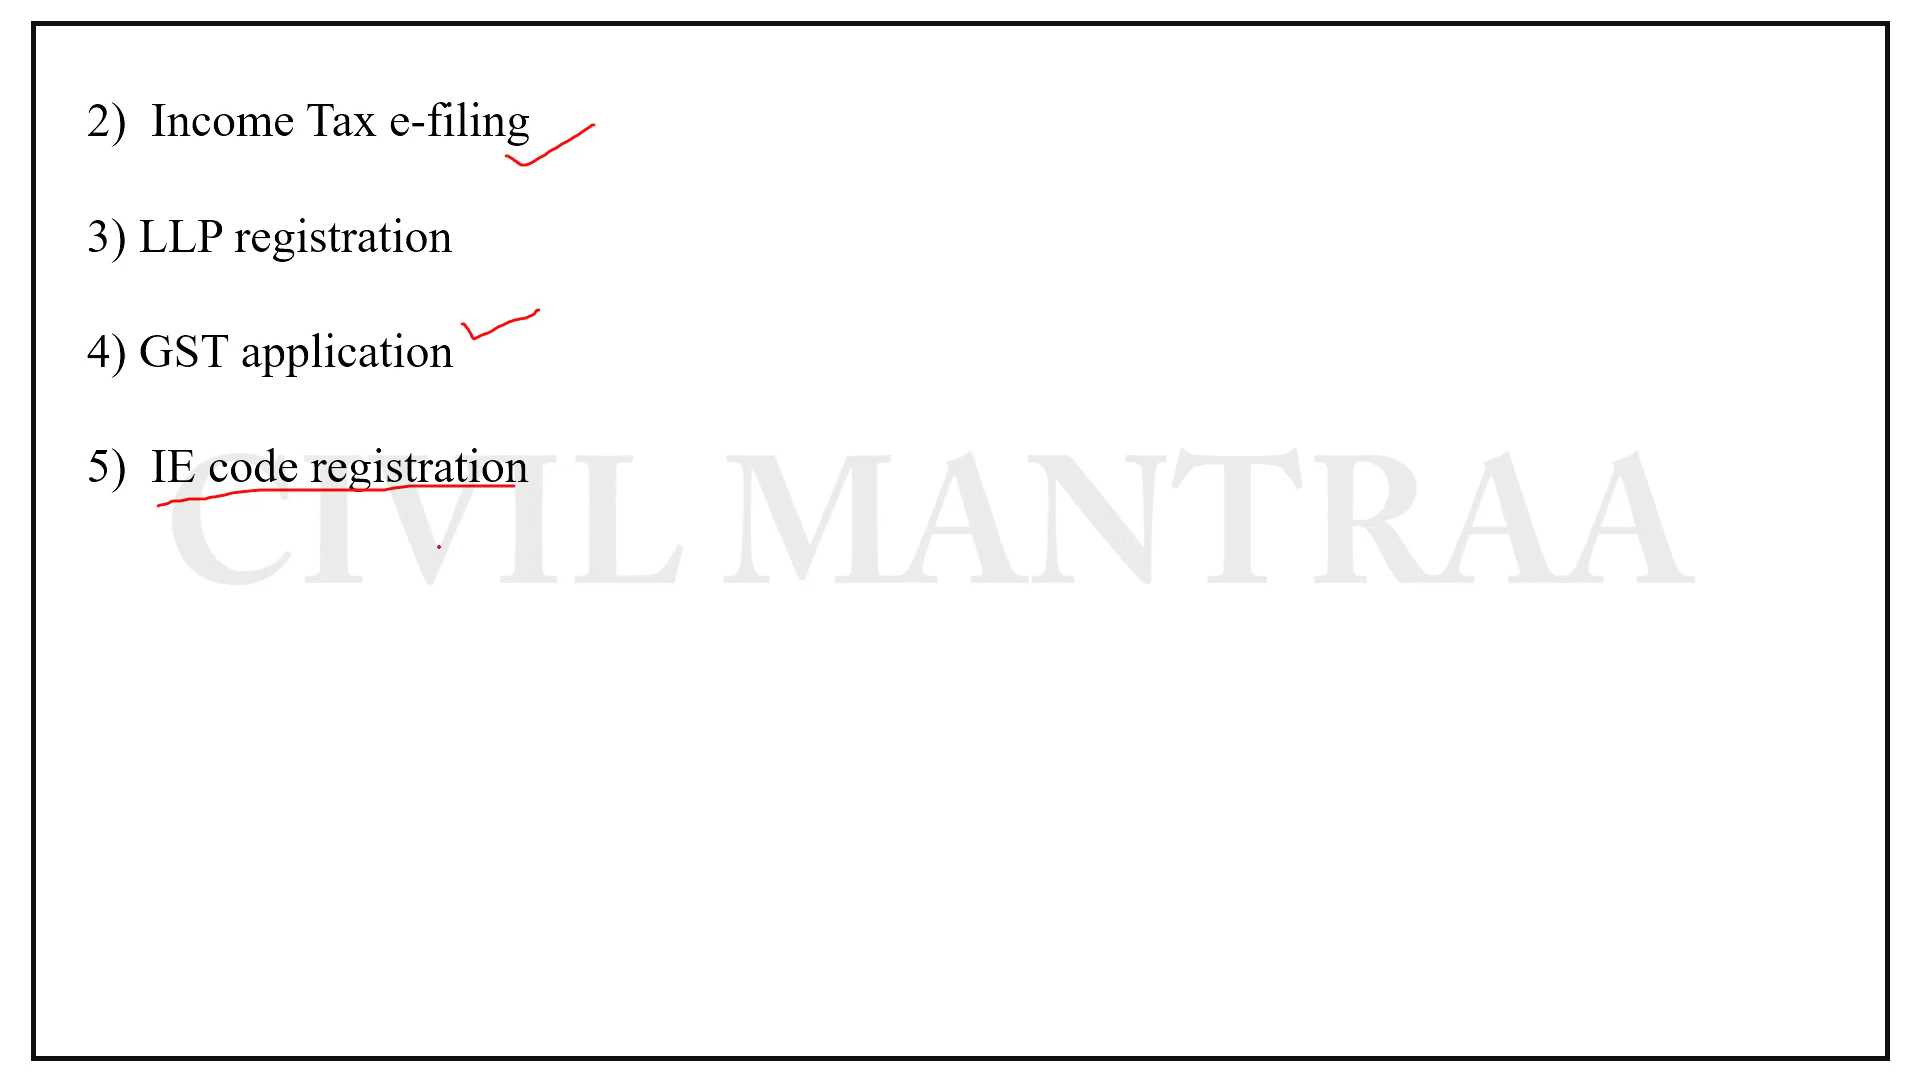 2) Income Tax e-filing
3) LLP registration
4) GST application
5) IE code registration
CIVIL MANTRAA